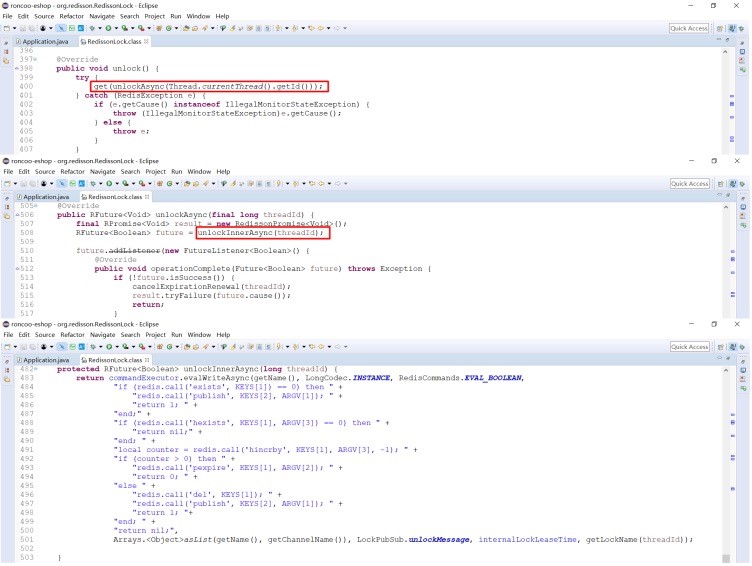 roncoo-eshop - org.redisson.RedissonLock - Eclipse
File Edit Source Refactor Navigate Search Project Run Window Help
Quick Access
Application.java RedissonLock.class
396
397 @Override
398 public void unlock() {
399 try {
400 get(unlockAsync(Thread.currentThread().getId()));
401 } catch (RedisException e) {
402 if (e.getCause() instanceof IllegalMonitorStateException) {
403 throw (IllegalMonitorStateException)e.getCause();
404 } else {
405 throw e;
406 }
407 }
roncoo-eshop - org.redisson.RedissonLock - Eclipse
File Edit Source Refactor Navigate Search Project Run Window Help
Quick Access
Application.java RedissonLock.class
505 @Override
506 public RFuture<Void> unlockAsync(final long threadId) {
507 final RPromise<Void> result = new RedissonPromise<Void>();
508 RFuture<Boolean> future = unlockInnerAsync(threadId);
509
510 future.addListener(new FutureListener<Boolean>() {
511 @Override
512 public void operationComplete(Future<Boolean> future) throws Exception {
513 if (!future.isSuccess()) {
514 cancelExpirationRenewal(threadId);
515 result.tryFailure(future.cause());
516 return;
517 }
roncoo-eshop - org.redisson.RedissonLock - Eclipse
File Edit Source Refactor Navigate Search Project Run Window Help
Quick Access
Application.java RedissonLock.class
482 protected RFuture<Boolean> unlockInnerAsync(long threadId) {
483 return commandExecutor.evalWriteAsync(getName(), LongCodec.INSTANCE, RedisCommands.EVAL_BOOLEAN,
484 "if (redis.call('exists', KEYS[1]) == 0) then " +
485 "redis.call('publish', KEYS[2], ARGV[1]); " +
486 "return 1; " +
487 "end;" +
488 "if (redis.call('hexists', KEYS[1], ARGV[3]) == 0) then " +
489 "return nil;" +
490 "end; " +
491 "local counter = redis.call('hincrby', KEYS[1], ARGV[3], -1); " +
492 "if (counter > 0) then " +
493 "redis.call('pexpire', KEYS[1], ARGV[2]); " +
494 "return 0; " +
495 "else " +
496 "redis.call('del', KEYS[1]); " +
497 "redis.call('publish', KEYS[2], ARGV[1]); " +
498 "return 1; "+
499 "end; " +
500 "return nil;",
501 Arrays.<Object>asList(getName(), getChannelName()), LockPubSub.unlockMessage, internalLockLeaseTime, getLockName(threadId));
502
503 }